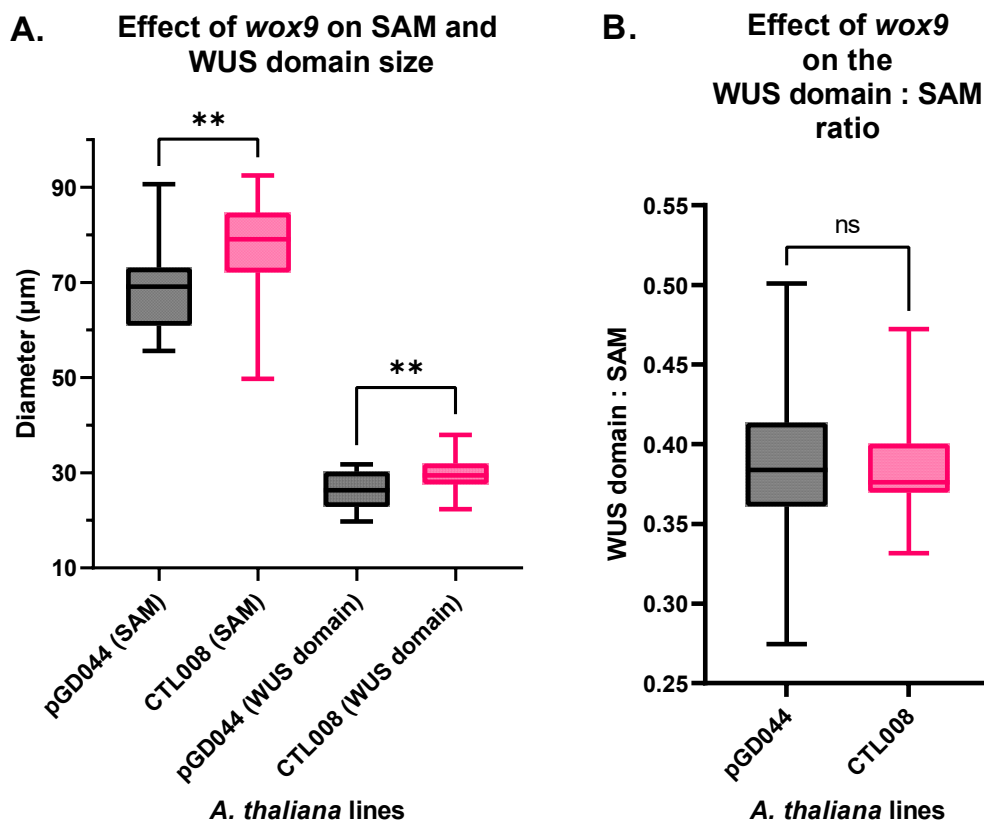 A.
Effect of wox9 on SAM and
WUS domain size
**
**
90
70
50
30
10
Diameter (μm)
pGD044 (SAM)
CTL008 (SAM)
pGD044 (WUS domain)
CTL008 (WUS domain)
A. thaliana lines
B.
Effect of wox9
on the
WUS domain : SAM
ratio
ns
0.55
0.50
0.45
0.40
0.35
0.30
0.25
WUS domain : SAM
pGD044
CTL008
A. thaliana lines